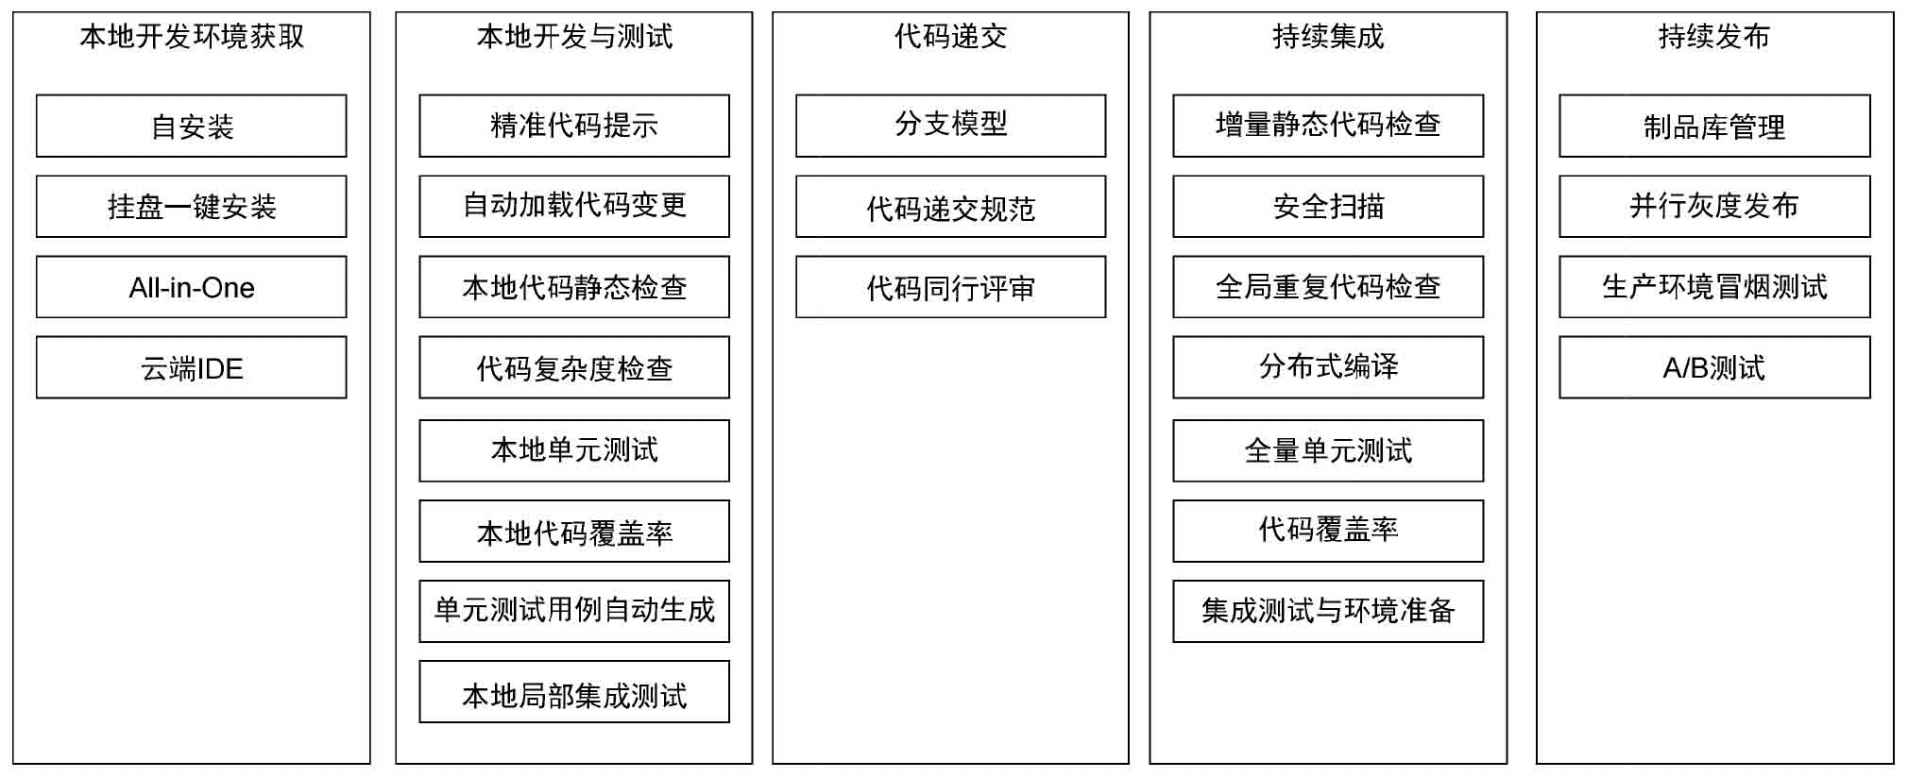 本地开发环境获取
自安装
挂盘一键安装
All-in-One
云端IDE
本地开发与测试
精准代码提示
自动加载代码变更
本地代码静态检查
代码复杂度检查
本地单元测试
本地代码覆盖率
单元测试用例自动生成
本地局部集成测试
代码递交
分支模型
代码递交规范
代码同行评审
持续集成
增量静态代码检查
安全扫描
全局重复代码检查
分布式编译
全量单元测试
代码覆盖率
集成测试与环境准备
持续发布
制品库管理
并行灰度发布
生产环境冒烟测试
A/B测试